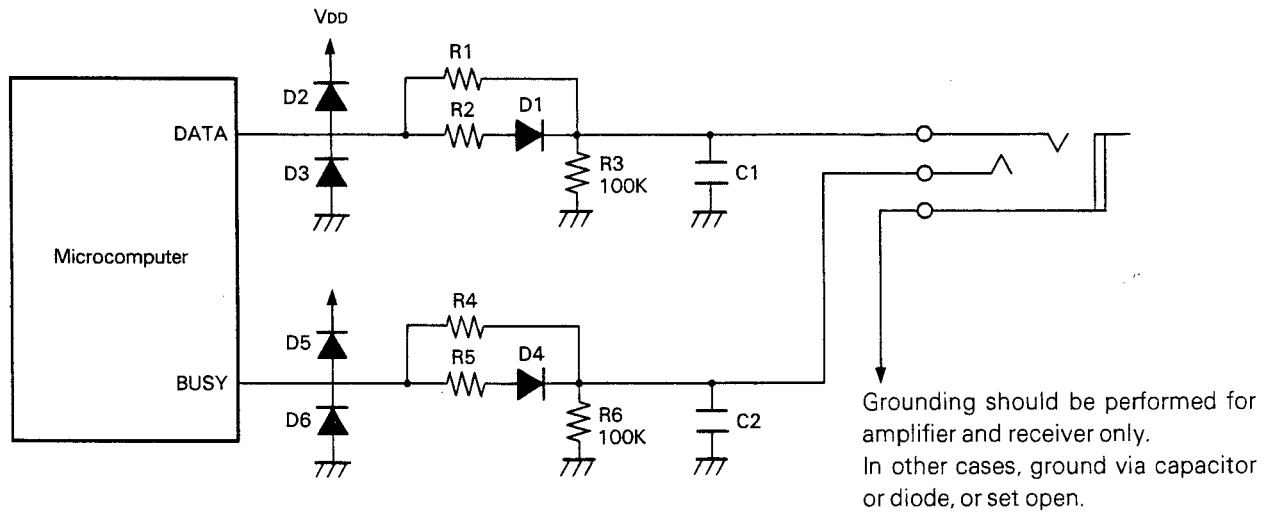 VDD
R1
D2
R2
D1
DATA
D3
R3
100K
C1
Microcomputer
R4
D5
R5
D4
BUSY
D6
R6
100K
C2
Grounding should be performed for
amplifier and receiver only.
In other cases, ground via capacitor
or diode, or set open.